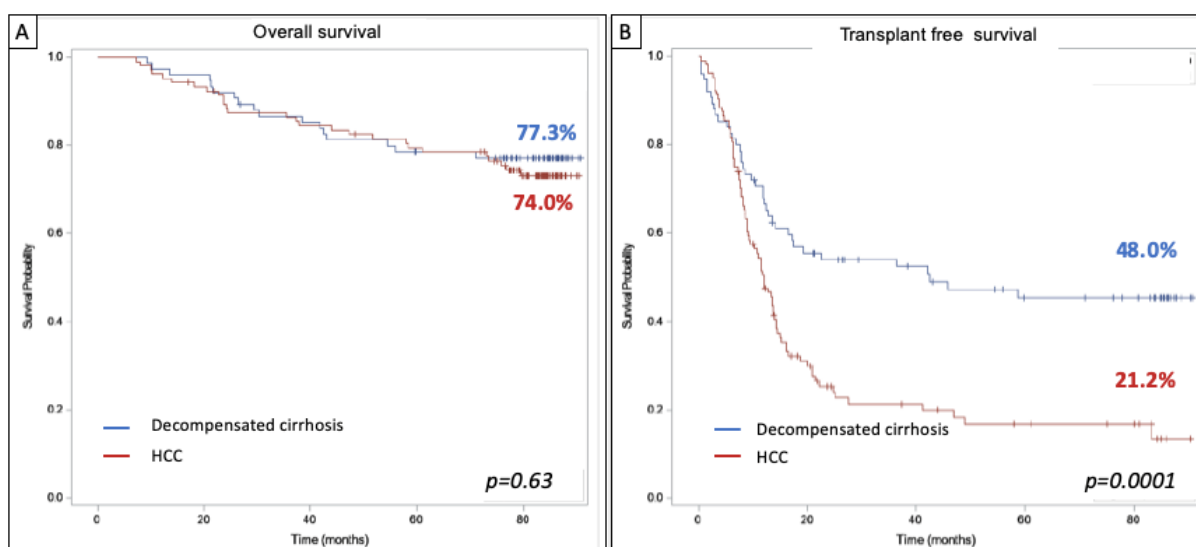 A
Overall survival
1.0
0.8
0.6
0.4
0.2
0.0
Survival Probability
77.3%
74.0%
Decompensated cirrhosis
HCC
p=0.63
0 20 40 60 80
Time (months)
B
Transplant free survival
1.0
0.8
0.6
0.4
0.2
0.0
Survival Probability
48.0%
21.2%
Decompensated cirrhosis
HCC
p=0.0001
0 20 40 60 80
Time (months)